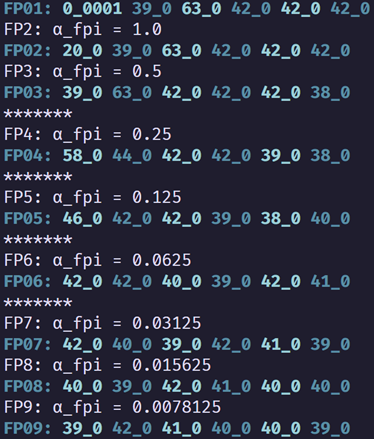 FP01: 0_0001 39_0 63_0 42_0 42_0 42_0
FP2: α_fpi = 1.0
FP02: 20_0 39_0 63_0 42_0 42_0 42_0
FP3: α_fpi = 0.5
FP03: 39_0 63_0 42_0 42_0 42_0 38_0
*******
FP4: α_fpi = 0.25
FP04: 58_0 44_0 42_0 42_0 39_0 38_0
*******
FP5: α_fpi = 0.125
FP05: 46_0 42_0 42_0 39_0 38_0 40_0
*******
FP6: α_fpi = 0.0625
FP06: 42_0 42_0 40_0 39_0 42_0 41_0
*******
FP7: α_fpi = 0.03125
FP07: 42_0 40_0 39_0 42_0 41_0 39_0
FP8: α_fpi = 0.015625
FP08: 40_0 39_0 42_0 41_0 40_0 40_0
FP9: α_fpi = 0.0078125
FP09: 39_0 42_0 41_0 40_0 40_0 39_0